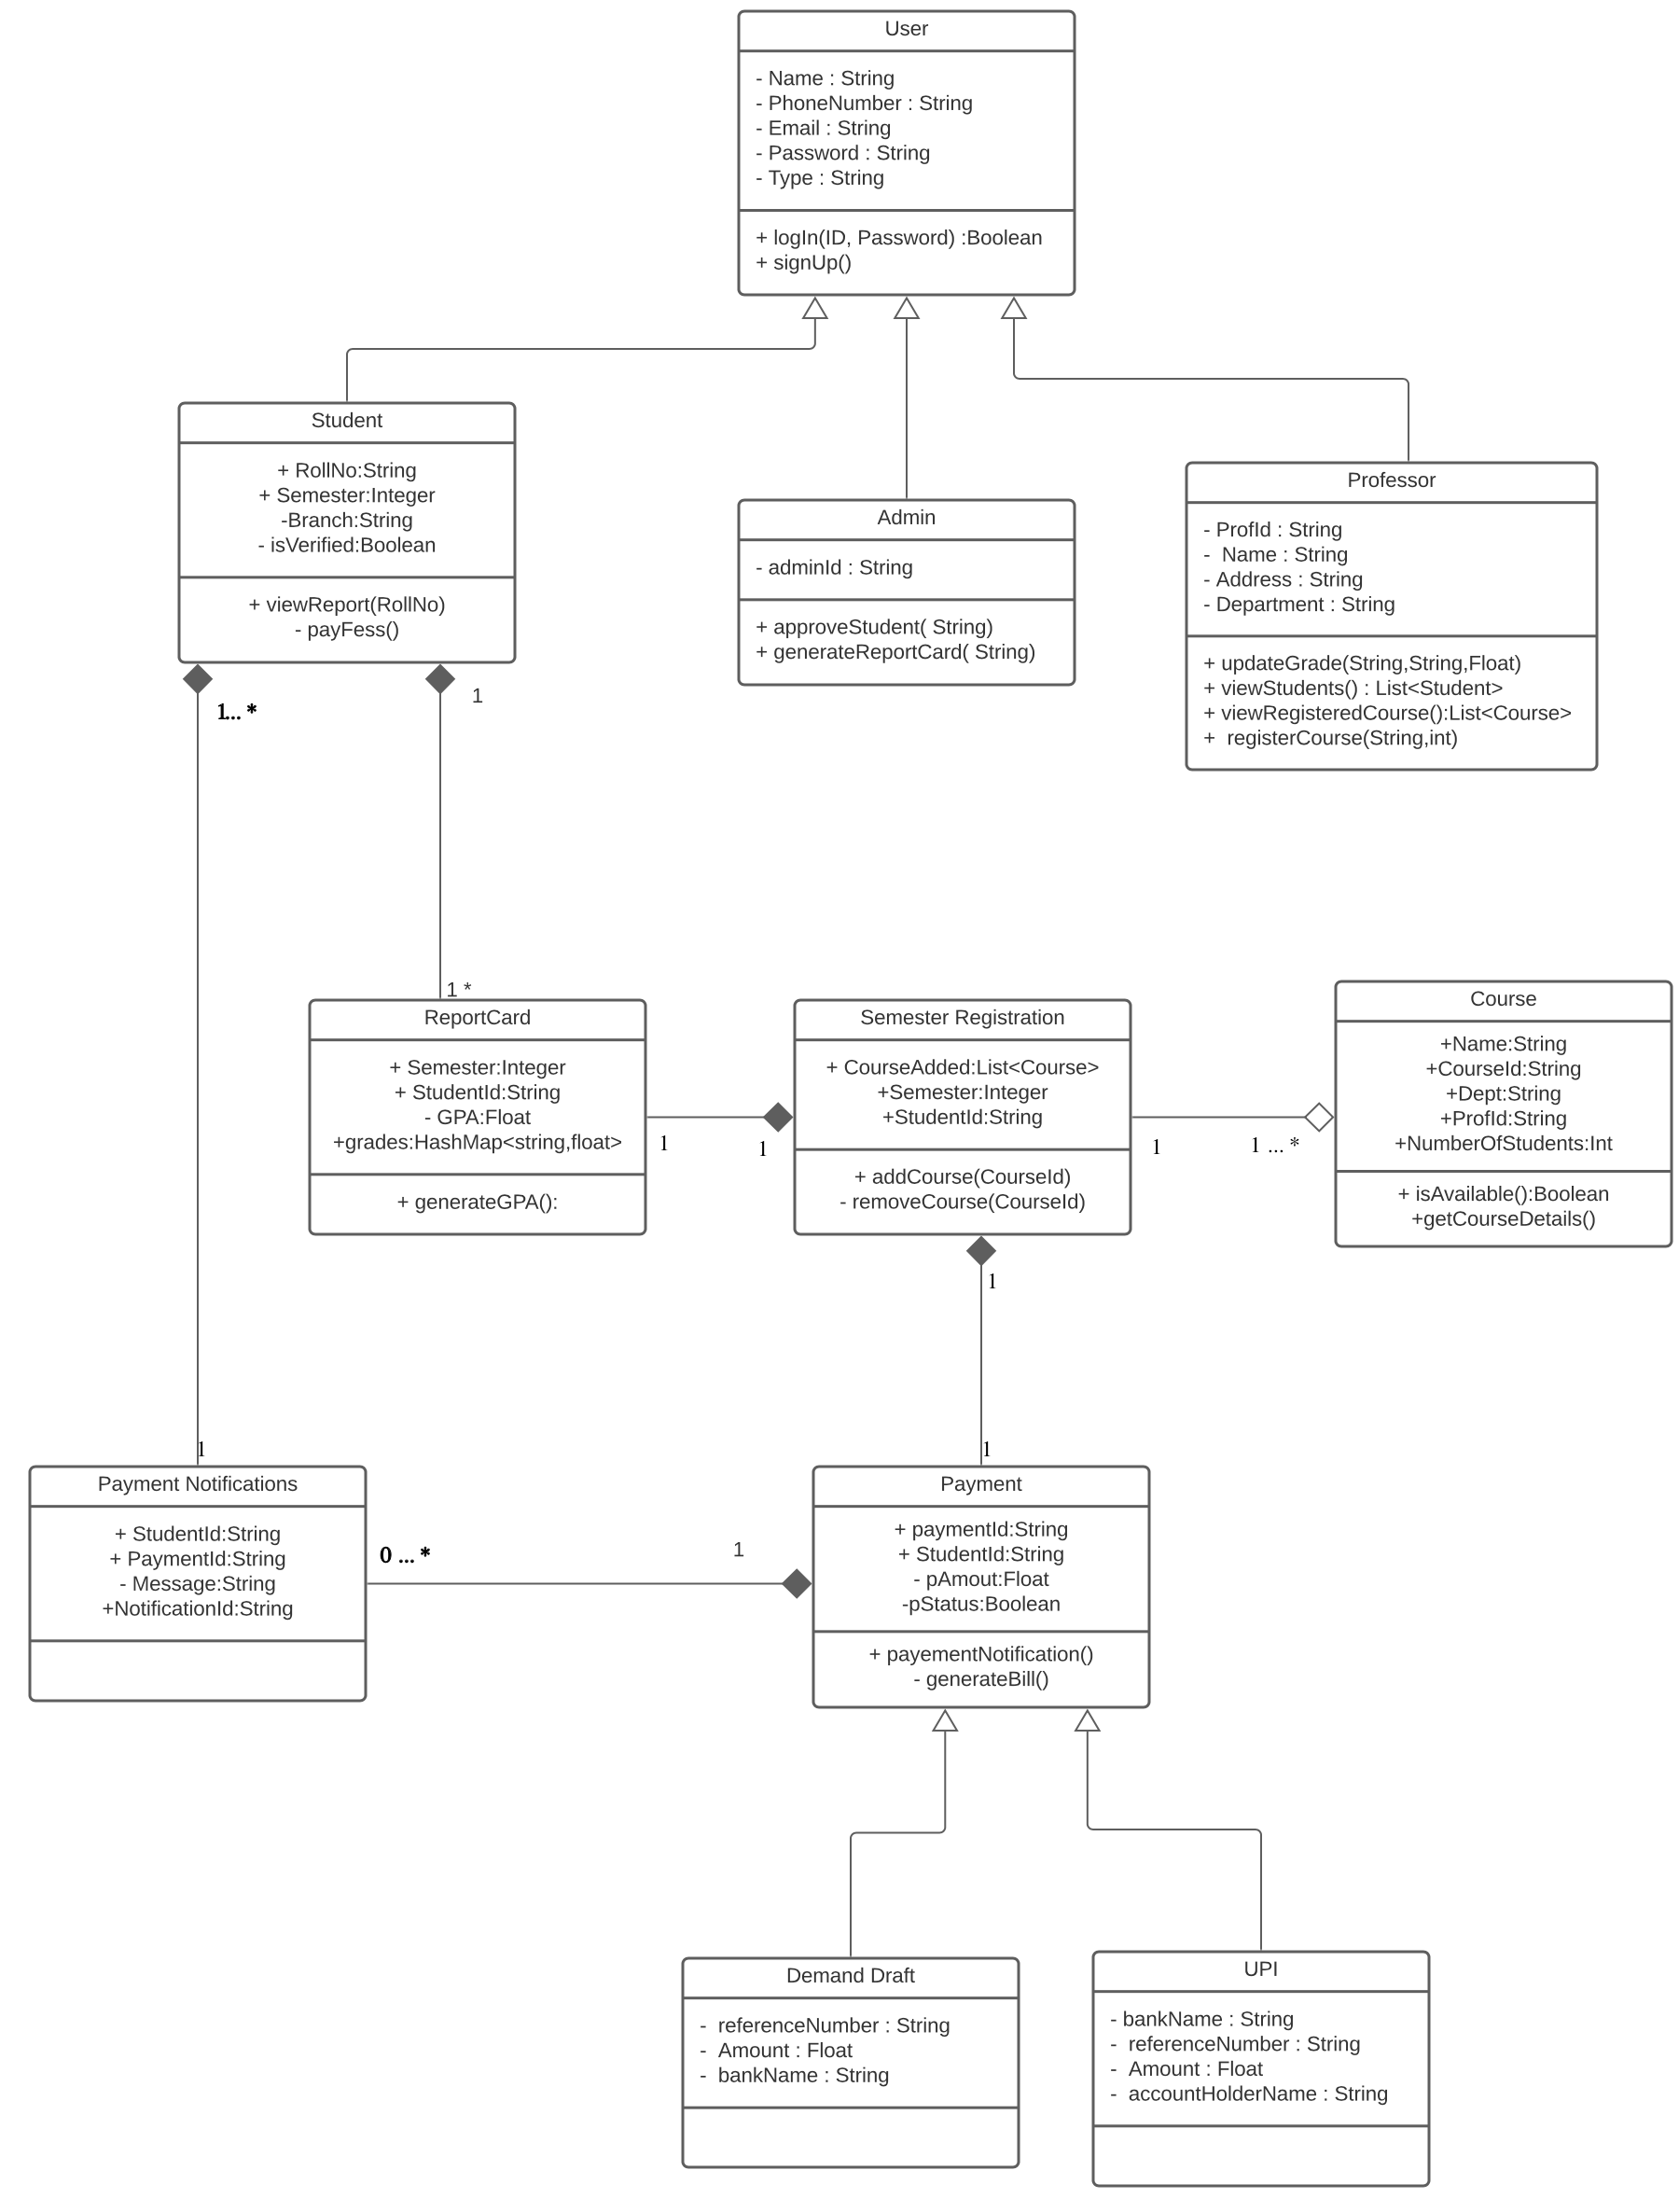 User
- Name : String
- PhoneNumber : String
- Email : String
- Password : String
- Type : String
+ logIn(ID, Password) :Boolean
+ signUp()
Student
+ RollNo:String
+ Semester:Integer
-Branch:String
- isVerified:Boolean
+ viewReport(RollNo)
- payFess()
Admin
- adminId : String
+ approveStudent( String)
+ generateReportCard( String)
Professor
- ProfId : String
- Name : String
- Address : String
- Department : String
+ updateGrade(String,String,Float)
+ viewStudents() : List<Student>
+ viewRegisteredCourse():List<Course>
+ registerCourse(String,int)
1... *
1
1 *
ReportCard
+ Semester:Integer
+ StudentId:String
- GPA:Float
+grades:HashMap<string,float>
+ generateGPA():
1
1
Semester Registration
+ CourseAdded:List<Course>
+Semester:Integer
+StudentId:String
+ addCourse(CourseId)
- removeCourse(CourseId)
1
1 ... *
Course
+Name:String
+CourseId:String
+Dept:String
+ProfId:String
+NumberOfStudents:Int
+ isAvailable():Boolean
+getCourseDetails()
1
1
1
Payment Notifications
+ StudentId:String
+ PaymentId:String
- Message:String
+NotificationId:String
0 ... *
1
Payment
+ paymentId:String
+ StudentId:String
- pAmout:Float
-pStatus:Boolean
+ payementNotification()
- generateBill()
Demand Draft
- referenceNumber : String
- Amount : Float
- bankName : String
UPI
- bankName : String
- referenceNumber : String
- Amount : Float
- accountHolderName : String